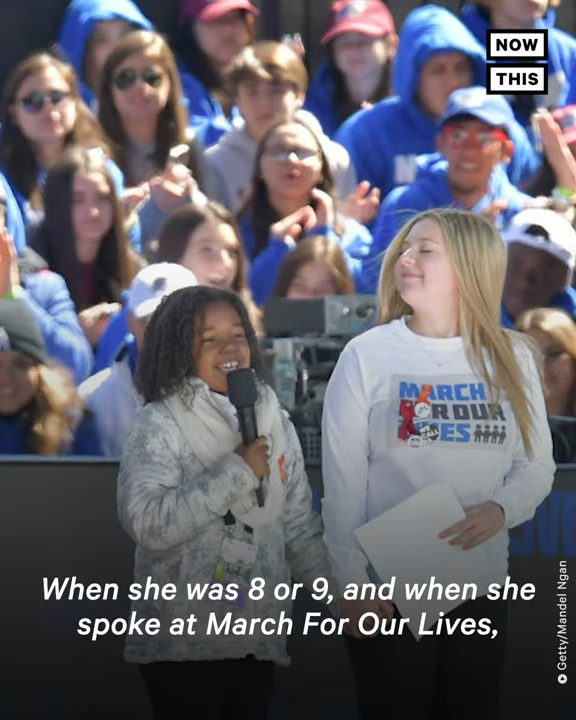 NOW
THIS
MARCH
FOR OUR
When she was 8 or 9, and when she
spoke at March For Our Lives,
Getty/Mandel Ngan